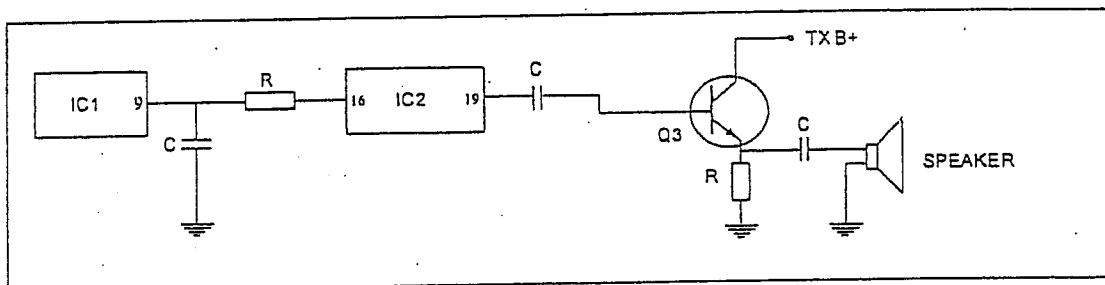 TX B+
C
R
IC1 9
16 IC2 19
C
Q3
C
R
SPEAKER